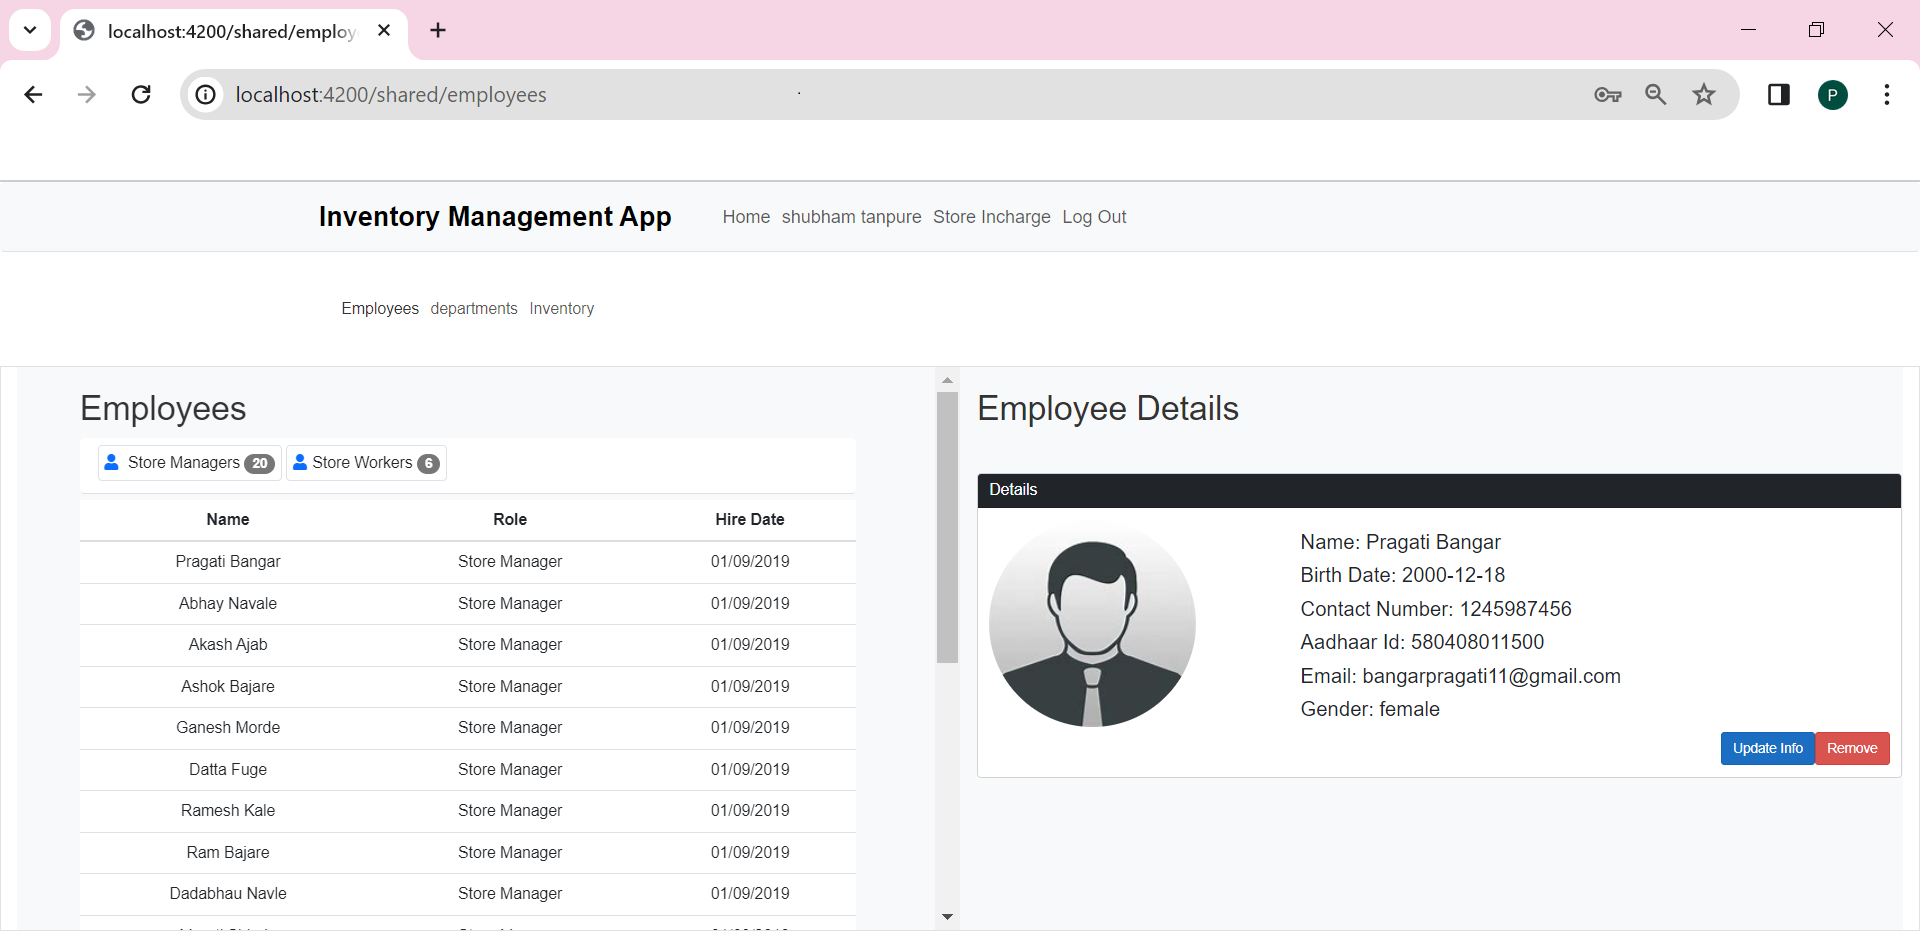 localhost:4200/shared/employ
localhost:4200/shared/employees
P
Inventory Management App Home shubham tanpure Store Incharge Log Out
Employees departments Inventory
Employees
Store Managers 20 Store Workers 6
Name Role Hire Date
Pragati Bangar Store Manager 01/09/2019
Abhay Navale Store Manager 01/09/2019
Akash Ajab Store Manager 01/09/2019
Ashok Bajare Store Manager 01/09/2019
Ganesh Morde Store Manager 01/09/2019
Datta Fuge Store Manager 01/09/2019
Ramesh Kale Store Manager 01/09/2019
Ram Bajare Store Manager 01/09/2019
Dadabhau Navle Store Manager 01/09/2019
Employee Details
Details
Name: Pragati Bangar
Birth Date: 2000-12-18
Contact Number: 1245987456
Aadhaar Id: 580408011500
Email: bangarpragati11@gmail.com
Gender: female
Update Info Remove